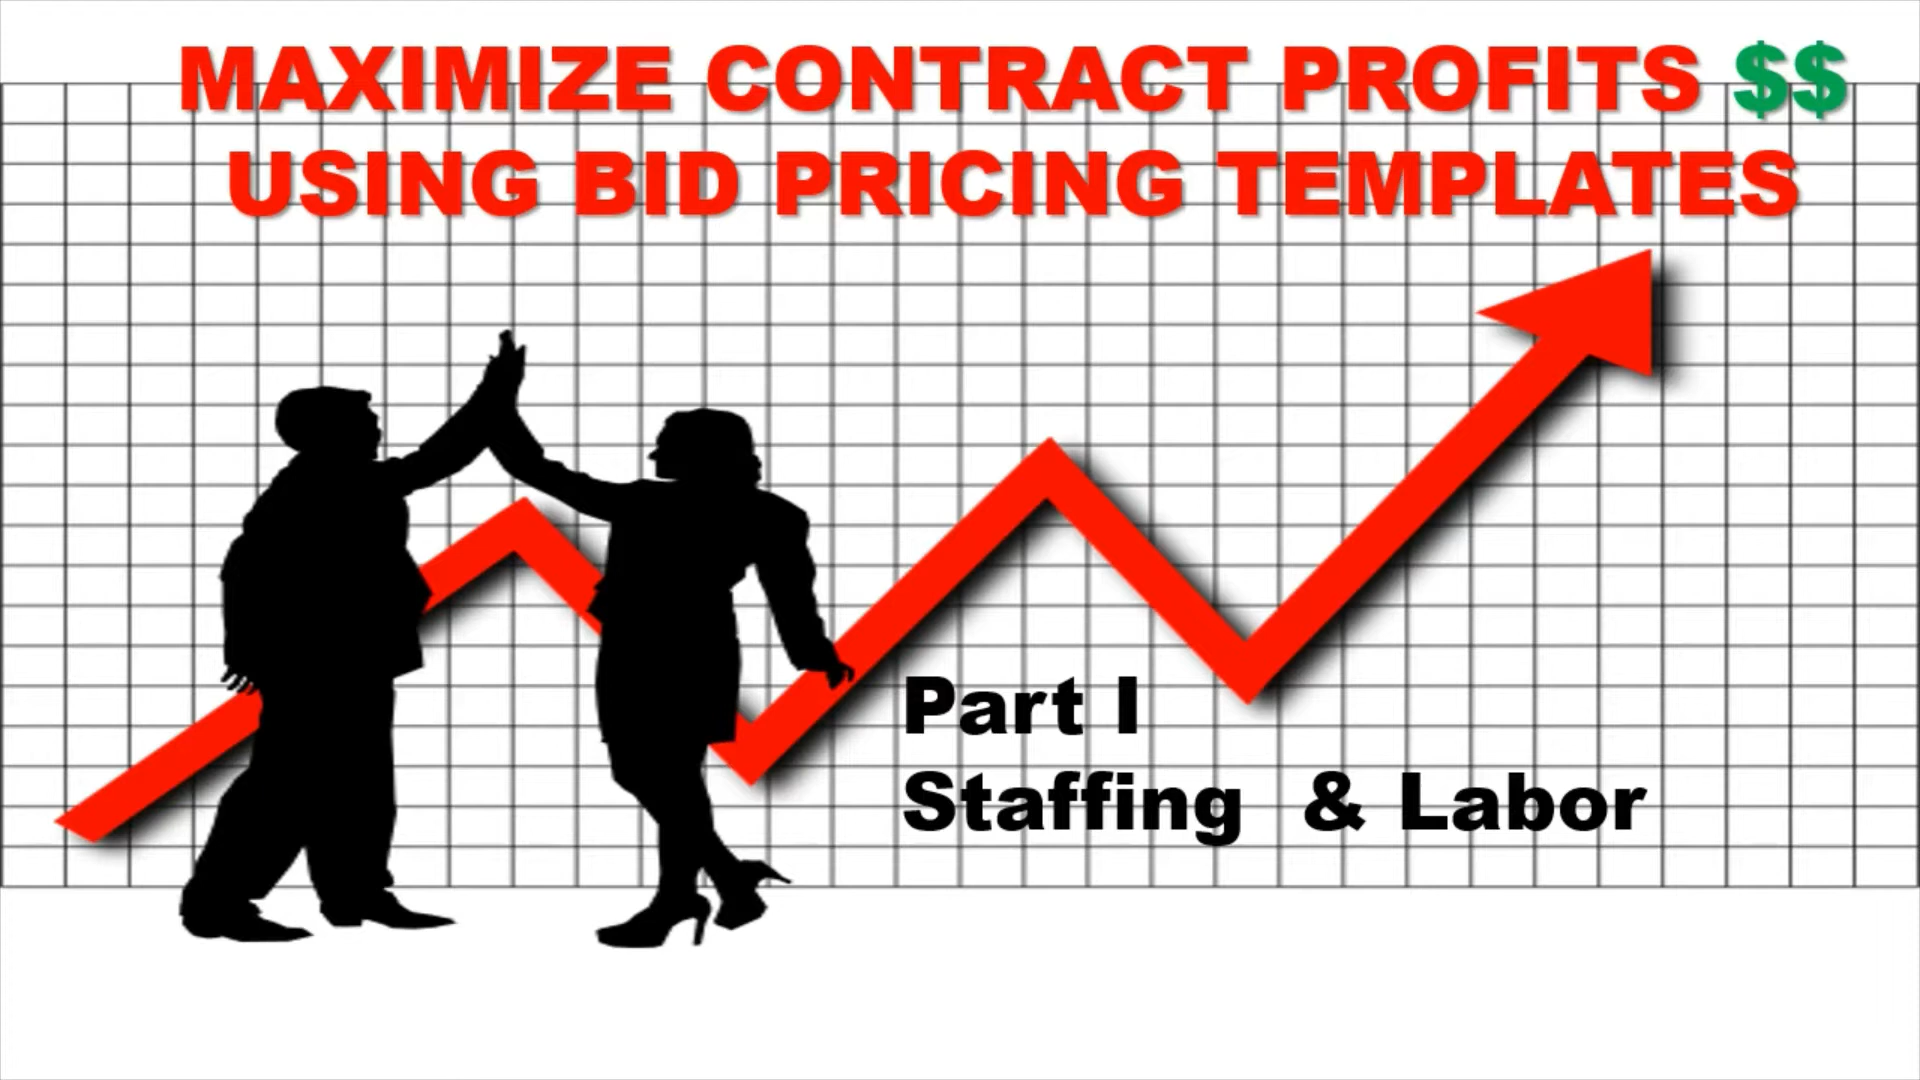 MAXIMIZE CONTRACT PROFITS $$
USING BID PRICING TEMPLATES
Part I
Staffing & Labor